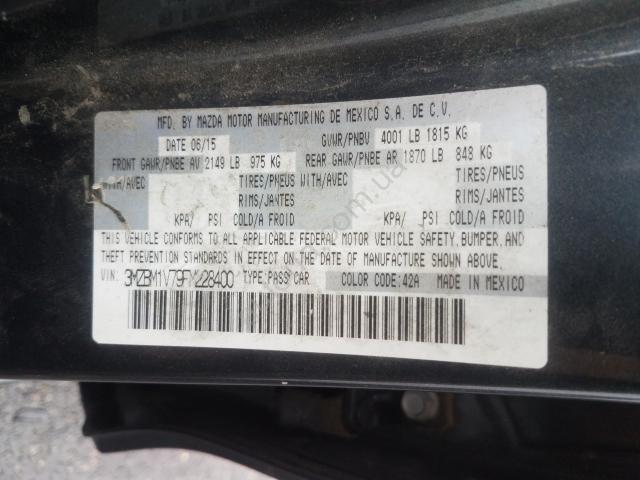 MFD. BY MAZDA MOTOR MANUFACTURING DE MEXICO S.A. DE C.V.
DATE 06/15 GVWR/PNBV 4001 LB 1815 KG
FRONT GAWR/PNBE AV 2149 LB 975 KG REAR GAWR/PNBE AR 1870 LB 848 KG
WITH/AVEC TIRES/PNEUS WITH/AVEC TIRES/PNEUS
RIMS/JANTES RIMS/JANTES
KPA/ PSI COLD/A FROID KPA/ PSI COLD/A FROID
THIS VEHICLE CONFORMS TO ALL APPLICABLE FEDERAL MOTOR VEHICLE SAFETY, BUMPER, AND
THEFT PREVENTION STANDARDS IN EFFECT ON THE DATE OF MANUFACTURE SHOWN ABOVE.
VIN: 3MZBM1V79FM228400 TYPE:PASS CAR COLOR CODE:42A MADE IN MEXICO